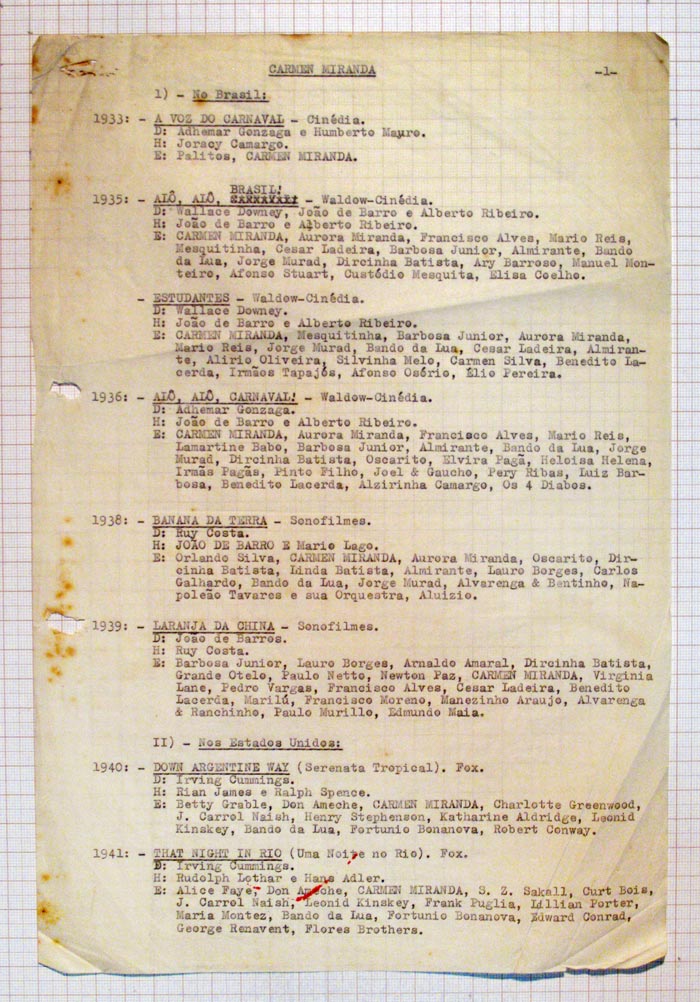 CARMEN MIRANDA -1-
1) - No Brasil:
1933: - A VOZ DO CARNAVAL - Cinédia.
D: Adhemar Gonzaga e Humberto Mauro.
H: Joracy Camargo.
E: Palitos, CARMEN MIRANDA.
BRASIL!
1935: - ALÔ, ALÔ, CARNAVAL! - Waldow-Cinédia.
D: Wallace Downey, João de Barro e Alberto Ribeiro.
H: João de Barro e Alberto Ribeiro.
E: CARMEN MIRANDA, Aurora Miranda, Francisco Alves, Mario Reis,
Mesquitinha, Cesar Ladeira, Barbosa Junior, Almirante, Bando
da Lua, Jorge Murad, Dircinha Batista, Ary Barroso, Manuel Mon-
teiro, Afonso Stuart, Custódio Mesquita, Elisa Coelho.
- ESTUDANTES - Waldow-Cinédia.
D: Wallace Downey.
H: João de Barro e Alberto Ribeiro.
E: CARMEN MIRANDA, Mesquitinha, Barbosa Junior, Aurora Miranda,
Mario Reis, Jorge Murad, Bando da Lua, Cesar Ladeira, Almiran-
te, Alirio Oliveira, Silvinha Melo, Carmen Silva, Benedito La-
cerda, Irmãos Tapajós, Afonso Osório, Élio Pereira.
1936: - ALÔ, ALÔ, CARNAVAL! - Waldow-Cinédia.
D: Adhemar Gonzaga.
H: João de Barro e Alberto Ribeiro.
E: CARMEN MIRANDA, Aurora Miranda, Francisco Alves, Mario Reis,
Lamartine Babo, Barbosa Junior, Almirante, Bando da Lua, Jorge
Murad, Dircinha Batista, Oscarito, Elvira Pagã, Heloisa Helena,
Irmãs Pagãs, Pinto Filho, Joel & Gaucho, Pery Ribas, Luiz Bar-
bosa, Benedito Lacerda, Alzirinha Camargo, Os 4 Diabos.
1938: - BANANA DA TERRA - Sonofilmes.
D: Ruy Costa.
H: JOÃO DE BARRO E Mario Lago.
E: Orlando Silva, CARMEN MIRANDA, Aurora Miranda, Oscarito, Dir-
cinha Batista, Linda Batista, Almirante, Lauro Borges, Carlos
Galhardo, Bando da Lua, Jorge Murad, Alvarenga & Bentinho, Na-
poleão Tavares e sua Orquestra, Aluizio.
1939: - LARANJA DA CHINA - Sonofilmes.
D: João de Barros.
H: Ruy Costa.
E: Barbosa Junior, Lauro Borges, Arnaldo Amaral, Dircinha Batista,
Grande Otelo, Paulo Netto, Newton Paz, CARMEN MIRANDA, Virginia
Lane, Pedro Vargas, Francisco Alves, Cesar Ladeira, Benedito
Lacerda, Marilú, Francisco Moreno, Manezinho Araujo, Alvarenga
& Ranchinho, Paulo Murillo, Edmundo Maia.
II) - Nos Estados Unidos:
1940: - DOWN ARGENTINE WAY (Serenata Tropical). Fox.
D: Irving Cummings.
H: Rian James e Ralph Spence.
E: Betty Grable, Don Ameche, CARMEN MIRANDA, Charlotte Greenwood,
J. Carrol Naish, Henry Stephenson, Katharine Aldridge, Leonid
Kinskey, Bando da Lua, Fortunio Bonanova, Robert Conway.
1941: - THAT NIGHT IN RIO (Uma Noite no Rio). Fox.
D: Irving Cummings.
H: Rudolph Lothar e Hans Adler.
E: Alice Faye, Don Ameche, CARMEN MIRANDA, S. Z. Sakall, Curt Bois,
J. Carrol Naish, Leonid Kinskey, Frank Puglia, Lillian Porter,
Maria Montez, Bando da Lua, Fortunio Bonanova, Edward Conrad,
George Renavent, Flores Brothers.